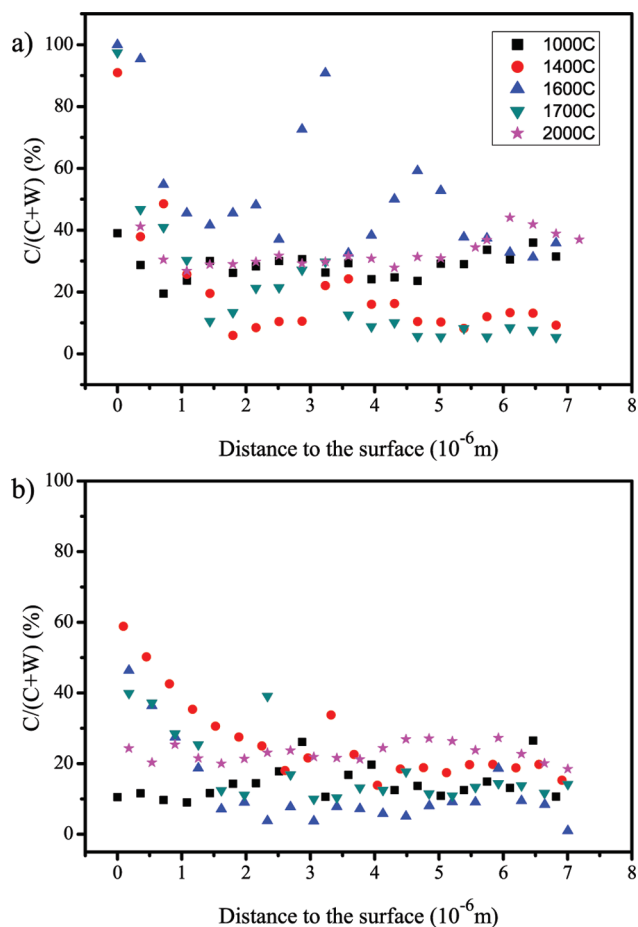 a)
100
80
60
40
20
0
C/(C+W) (%)
1000C
1400C
1600C
1700C
2000C
0 1 2 3 4 5 6 7 8
Distance to the surface (10⁻⁶m)
b)
100
80
60
40
20
0
C/(C+W) (%)
0 1 2 3 4 5 6 7 8
Distance to the surface (10⁻⁶m)